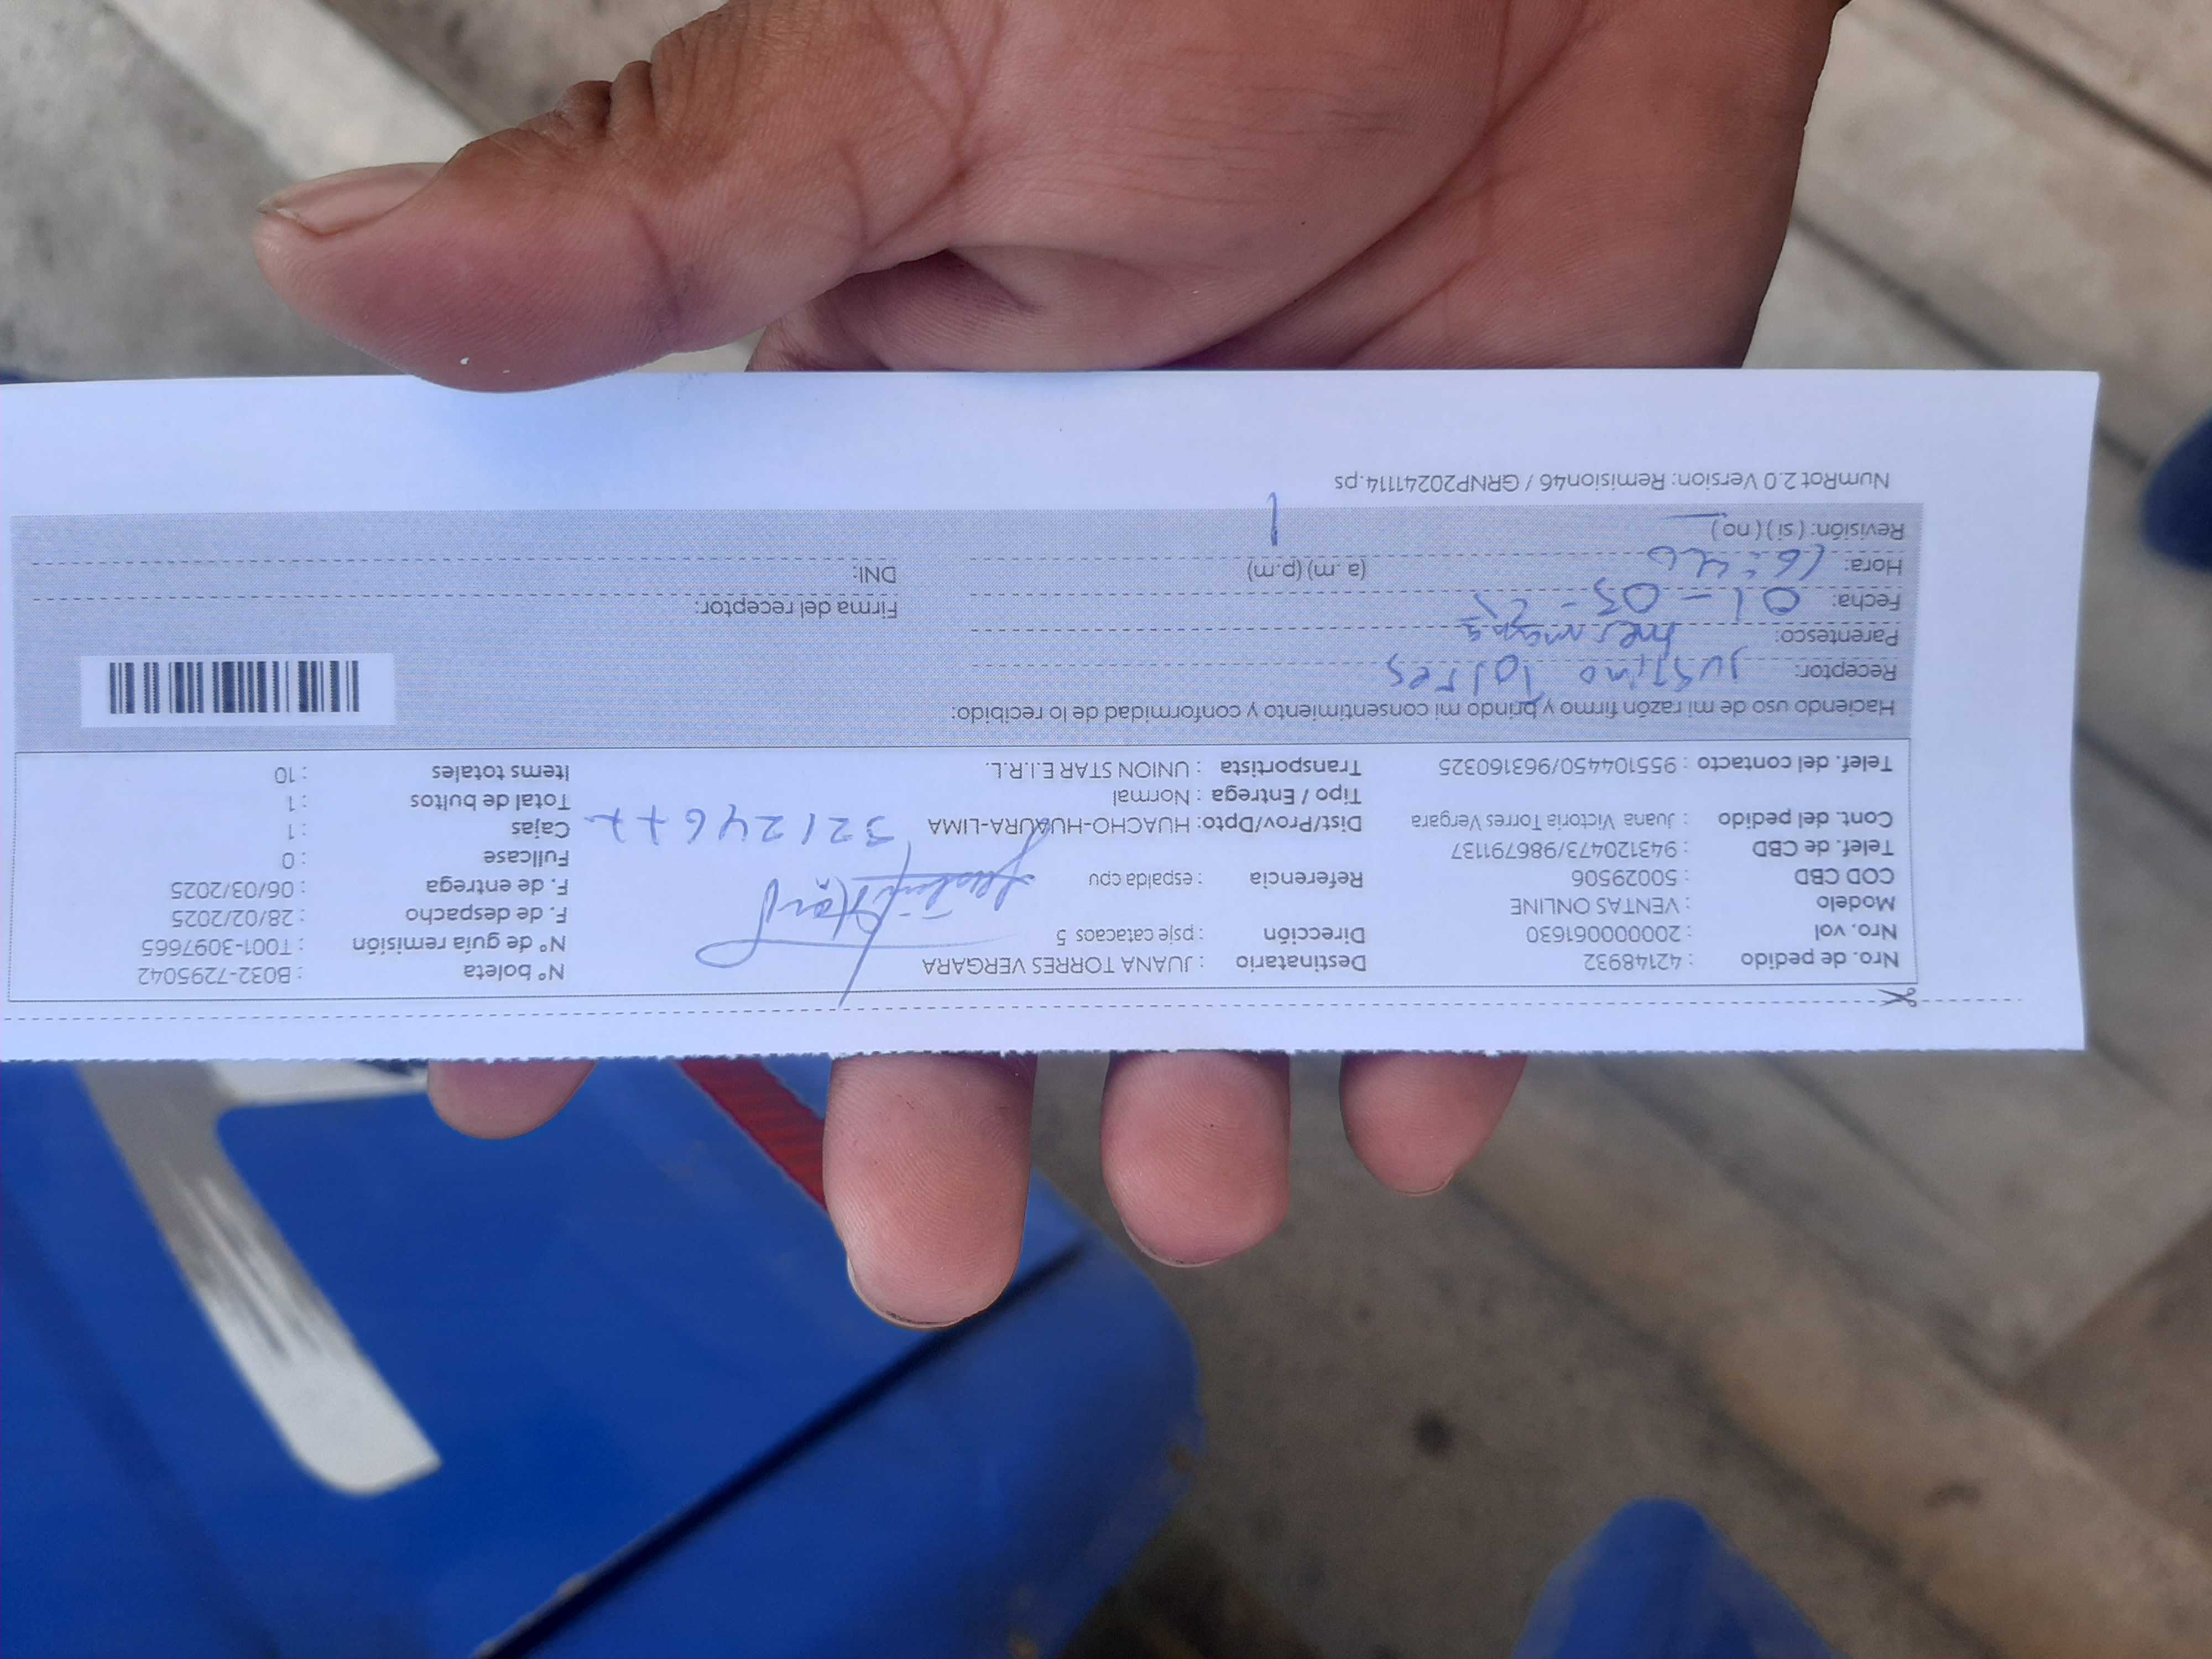 Nro. de pedido : 42148932 Destinatario : JUANA TORRES VERGARA N° boleta : B032-7295042
Nro. vol : 20000061630 Dirección : psje catacaos 5 N° de guía remisión : T001-3097665
Modelo : VENTAS ONLINE F. de despacho : 28/02/2025
COD CBD : 50029506 Referencia : espalda cpu F. de entrega : 06/03/2025
Telef. de CBD : 943120473/986791137 Fullcase : 0
Cont. del pedido : Juana Victoria Torres Vergara Dist/Prov/Dpto: HUACHO-HUAURA-LIMA Cajas : 1
Tipo / Entrega : Normal Total de bultos : 1
Telef. del contacto : 955104450/963160325 Transportista : UNION STAR E.I.R.L. Items totales : 10
Haciendo uso de mi razón firmo y brindo mi consentimiento y conformidad de lo recibido:
Receptor: Justino Torres
Parentesco:
Fecha: 01-03-25 Firma del receptor:
Hora: 16:46 (a.m) (p.m) DNI:
Revisión: (si) (no)
NumRot 2.0 Version: Remision46 / GRNP20241114.ps